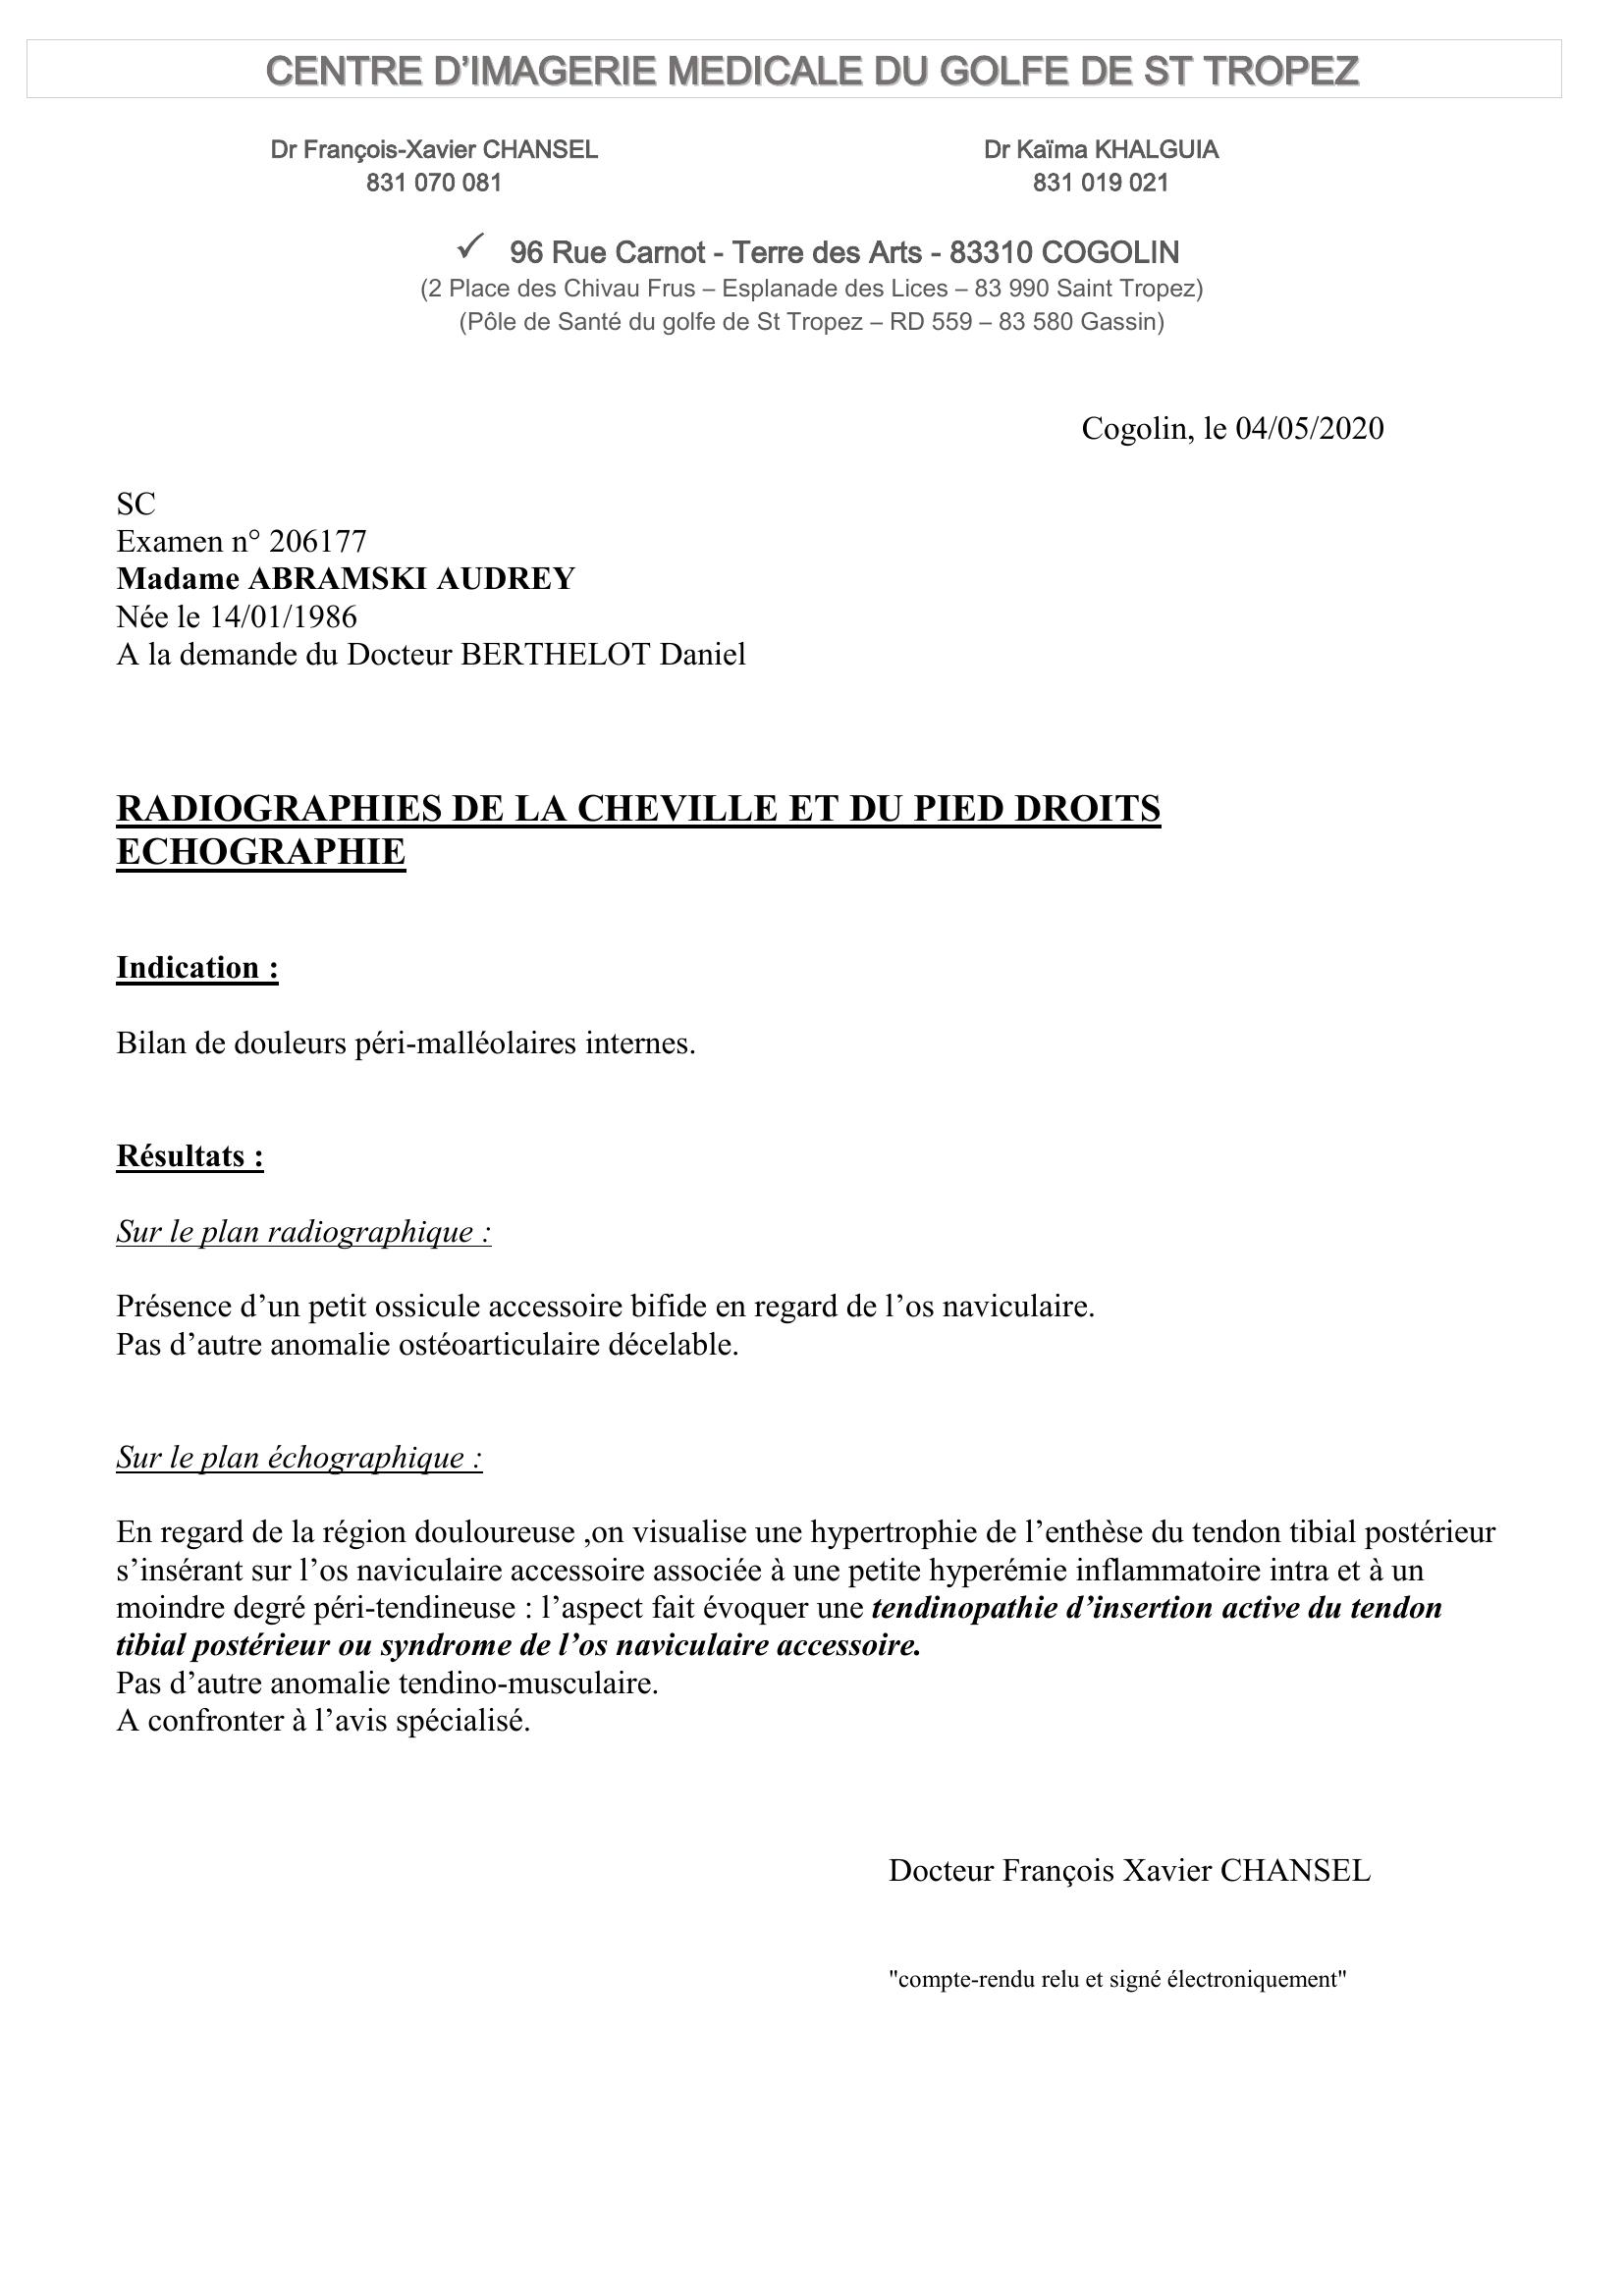 CENTRE D’IMAGERIE MEDICALE DU GOLFE DE ST TROPEZ
Dr François-Xavier CHANSEL
831 070 081
Dr Kaïma KHALGUIA
831 019 021
✓ 96 Rue Carnot - Terre des Arts - 83310 COGOLIN
(2 Place des Chivau Frus – Esplanade des Lices – 83 990 Saint Tropez)
(Pôle de Santé du golfe de St Tropez – RD 559 – 83 580 Gassin)
Cogolin, le 04/05/2020
SC
Examen n° 206177
Madame ABRAMSKI AUDREY
Née le 14/01/1986
A la demande du Docteur BERTHELOT Daniel
RADIOGRAPHIES DE LA CHEVILLE ET DU PIED DROITS
ECHOGRAPHIE
Indication :
Bilan de douleurs péri-malléolaires internes.
Résultats :
Sur le plan radiographique :
Présence d’un petit ossicule accessoire bifide en regard de l’os naviculaire.
Pas d’autre anomalie ostéoarticulaire décelable.
Sur le plan échographique :
En regard de la région douloureuse ,on visualise une hypertrophie de l’enthèse du tendon tibial postérieur
s’insérant sur l’os naviculaire accessoire associée à une petite hyperémie inflammatoire intra et à un
moindre degré péri-tendineuse : l’aspect fait évoquer une tendinopathie d’insertion active du tendon
tibial postérieur ou syndrome de l’os naviculaire accessoire.
Pas d’autre anomalie tendino-musculaire.
A confronter à l’avis spécialisé.
Docteur François Xavier CHANSEL
"compte-rendu relu et signé électroniquement"